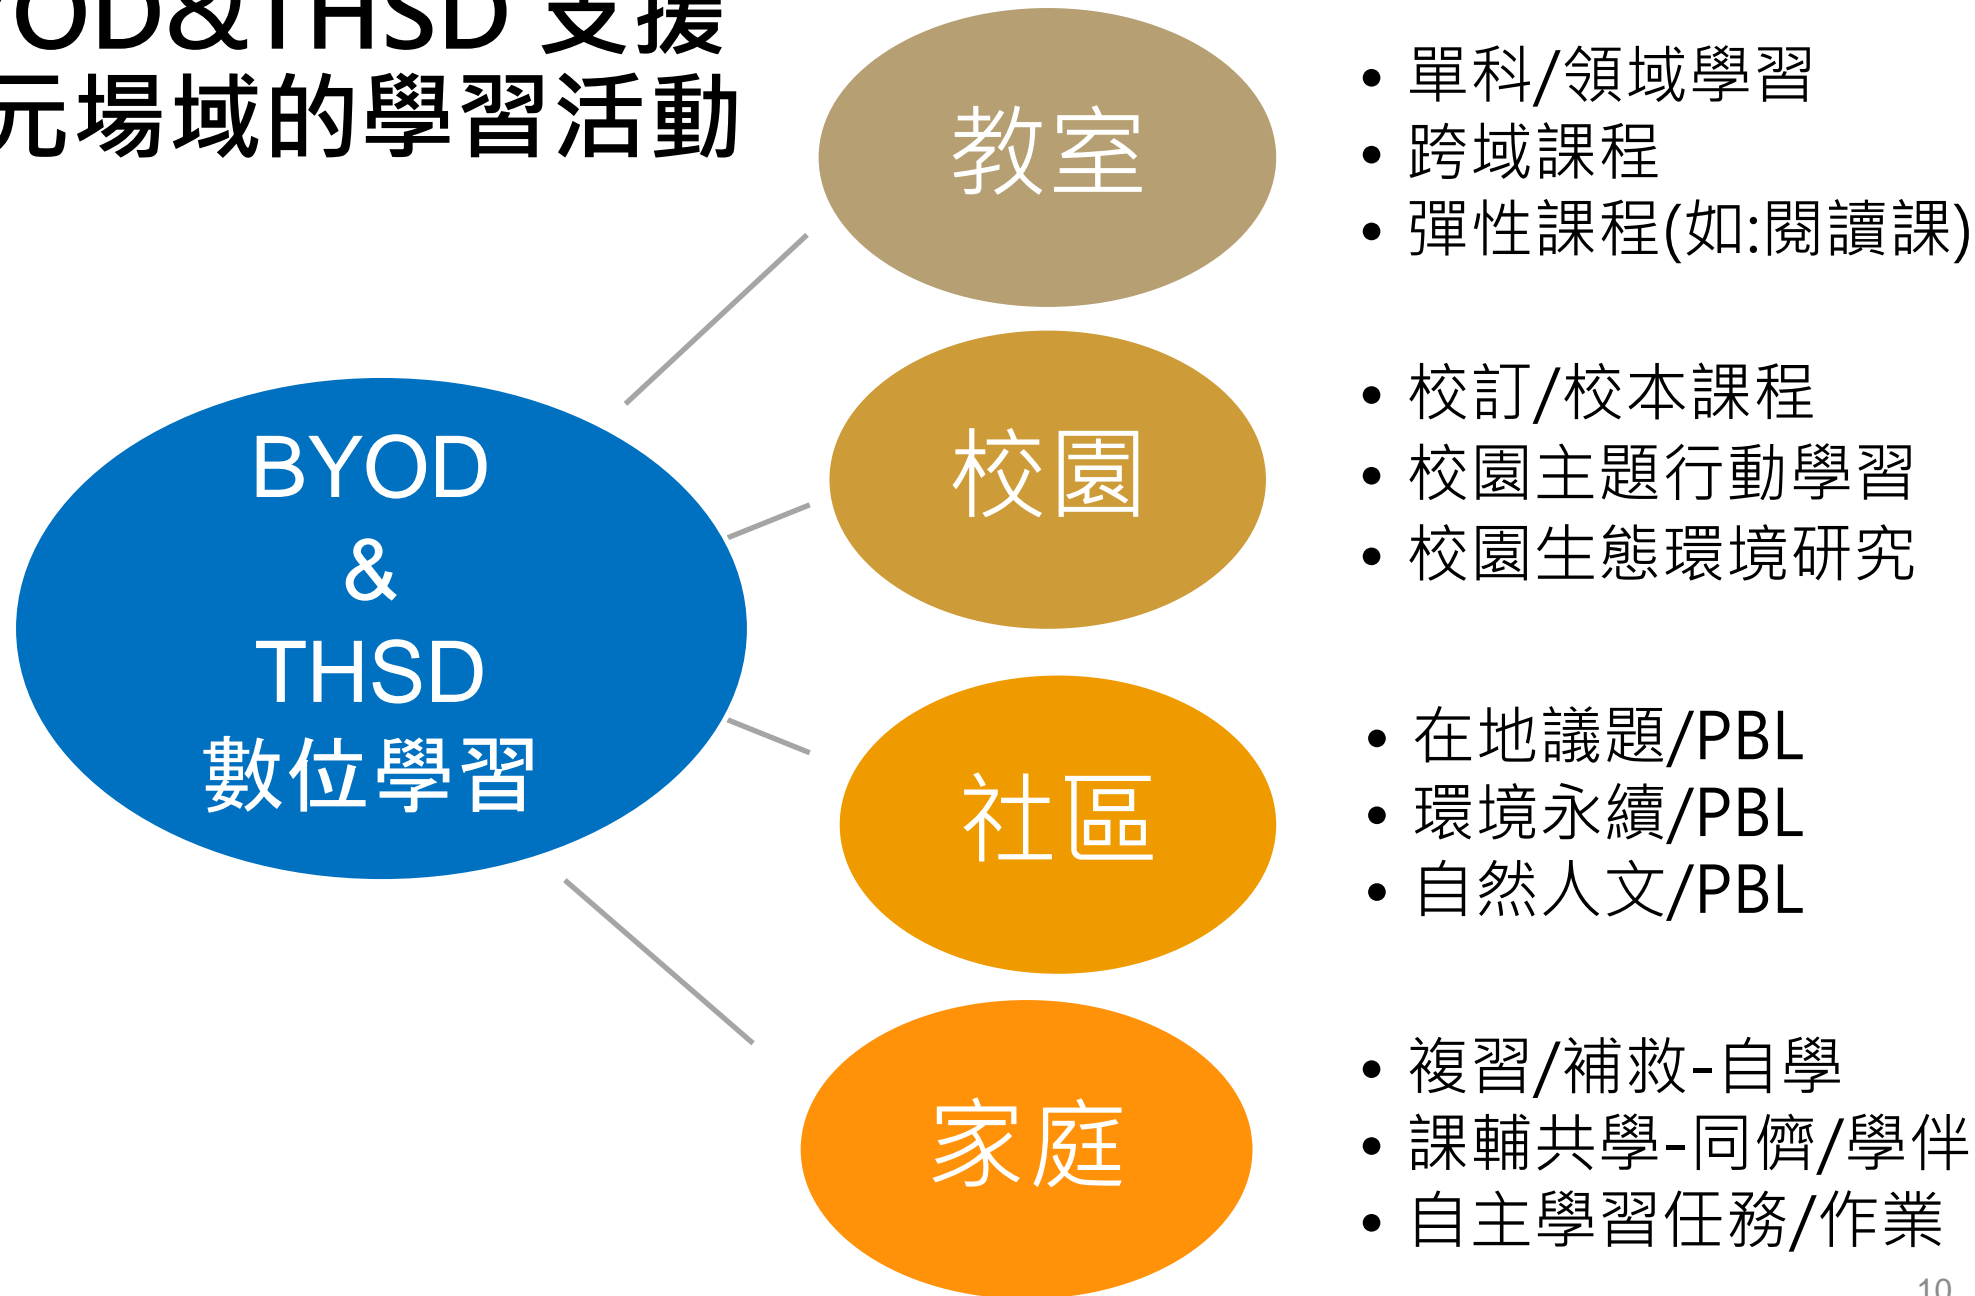 YOD&THSD 支援
元場域的學習活動
BYOD
&
THSD
數位學習
教室
• 單科/領域學習
• 跨域課程
• 彈性課程(如:閱讀課)
校園
• 校訂/校本課程
• 校園主題行動學習
• 校園生態環境研究
社區
• 在地議題/PBL
• 環境永續/PBL
• 自然人文/PBL
家庭
• 複習/補救-自學
• 課輔共學-同儕/學伴
• 自主學習任務/作業
10